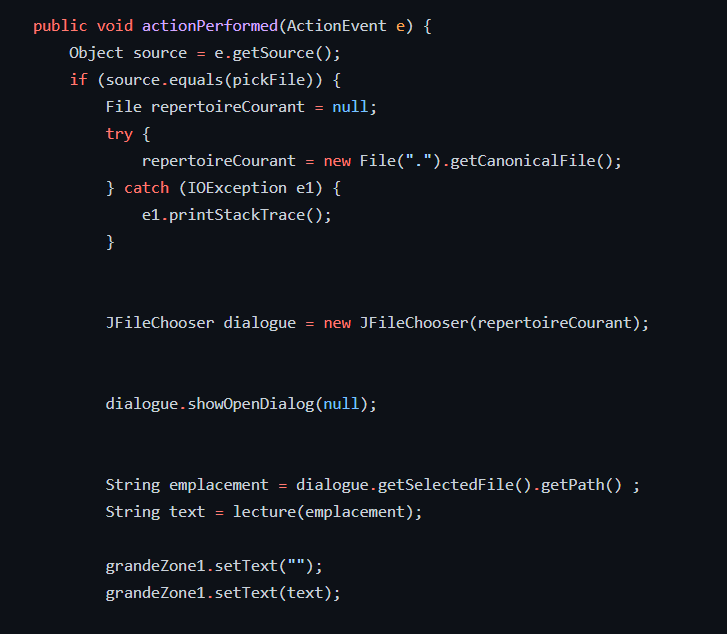 public void actionPerformed(ActionEvent e) {
Object source = e.getSource();
if (source.equals(pickFile)) {
File repertoireCourant = null;
try {
repertoireCourant = new File(".").getCanonicalFile();
} catch (IOException e1) {
e1.printStackTrace();
}
JFileChooser dialogue = new JFileChooser(repertoireCourant);
dialogue.showOpenDialog(null);
String emplacement = dialogue.getSelectedFile().getPath() ;
String text = lecture(emplacement);
grandeZone1.setText("");
grandeZone1.setText(text);